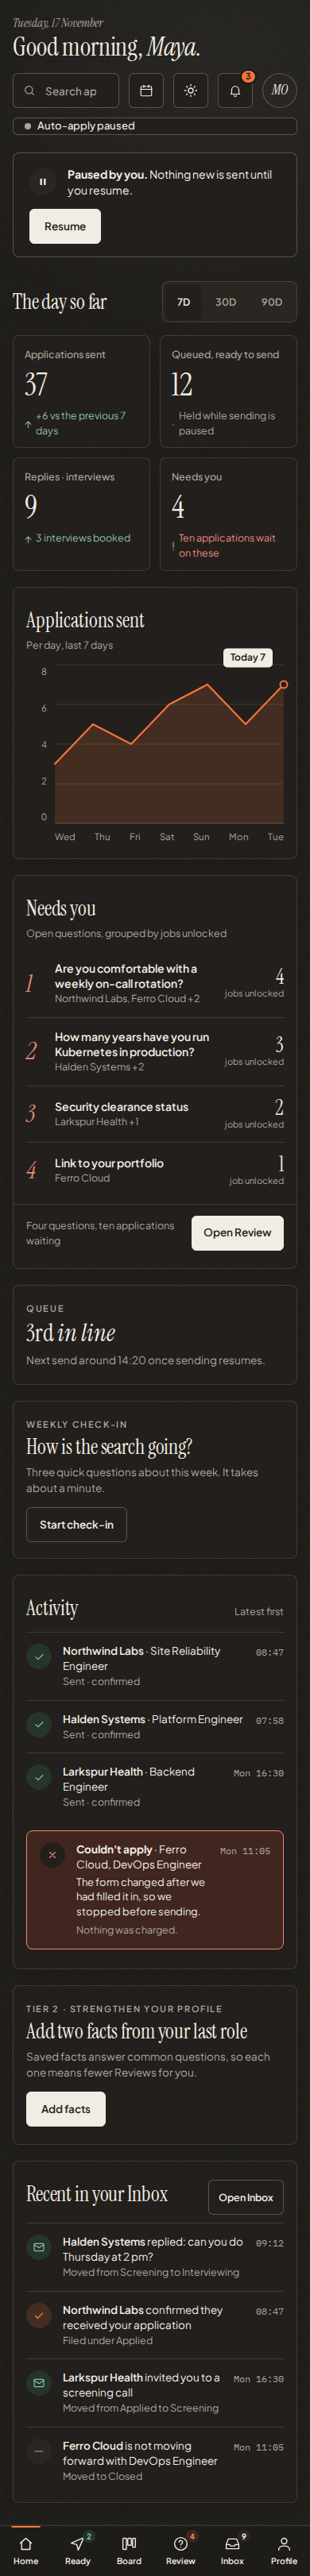 Tuesday, 17 November
Good morning, Maya.
Search ap
3
MO
Auto-apply paused
Paused by you. Nothing new is sent until
you resume.
Resume
The day so far
7D 30D 90D
Applications sent
37
↑ +6 vs the previous 7
days
Queued, ready to send
12
· Held while sending is
paused
Replies · interviews
9
↑ 3 interviews booked
Needs you
4
! Ten applications wait
on these
Applications sent
Per day, last 7 days
Today 7
8
6
4
2
0
Wed Thu Fri Sat Sun Mon Tue
Needs you
Open questions, grouped by jobs unlocked
1
Are you comfortable with a
weekly on-call rotation?
Northwind Labs, Ferro Cloud +2
4
jobs unlocked
2
How many years have you run
Kubernetes in production?
Halden Systems +2
3
jobs unlocked
3
Security clearance status
Larkspur Health +1
2
jobs unlocked
4
Link to your portfolio
Ferro Cloud
1
job unlocked
Four questions, ten applications
waiting
Open Review
QUEUE
3rd in line
Next send around 14:20 once sending resumes.
WEEKLY CHECK-IN
How is the search going?
Three quick questions about this week. It takes
about a minute.
Start check-in
Activity
Latest first
Northwind Labs · Site Reliability
Engineer
Sent · confirmed
08:47
Halden Systems · Platform Engineer
Sent · confirmed
07:58
Larkspur Health · Backend
Engineer
Sent · confirmed
Mon 16:30
Couldn't apply · Ferro
Cloud, DevOps Engineer
The form changed after we
had filled it in, so we
stopped before sending.
Nothing was charged.
Mon 11:05
TIER 2 · STRENGTHEN YOUR PROFILE
Add two facts from your last role
Saved facts answer common questions, so each
one means fewer Reviews for you.
Add facts
Recent in your Inbox
Open Inbox
Halden Systems replied: can you do
Thursday at 2 pm?
Moved from Screening to Interviewing
09:12
Northwind Labs confirmed they
received your application
Filed under Applied
08:47
Larkspur Health invited you to a
screening call
Moved from Applied to Screening
Mon 16:30
Ferro Cloud is not moving
forward with DevOps Engineer
Moved to Closed
Mon 11:05
2 4 9
Home Ready Board Review Inbox Profile